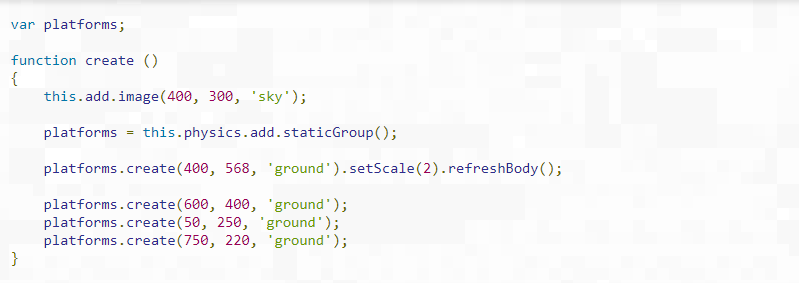 var platforms;
function create ()
{
    this.add.image(400, 300, 'sky');
    platforms = this.physics.add.staticGroup();
    platforms.create(400, 568, 'ground').setScale(2).refreshBody();
    platforms.create(600, 400, 'ground');
    platforms.create(50, 250, 'ground');
    platforms.create(750, 220, 'ground');
}